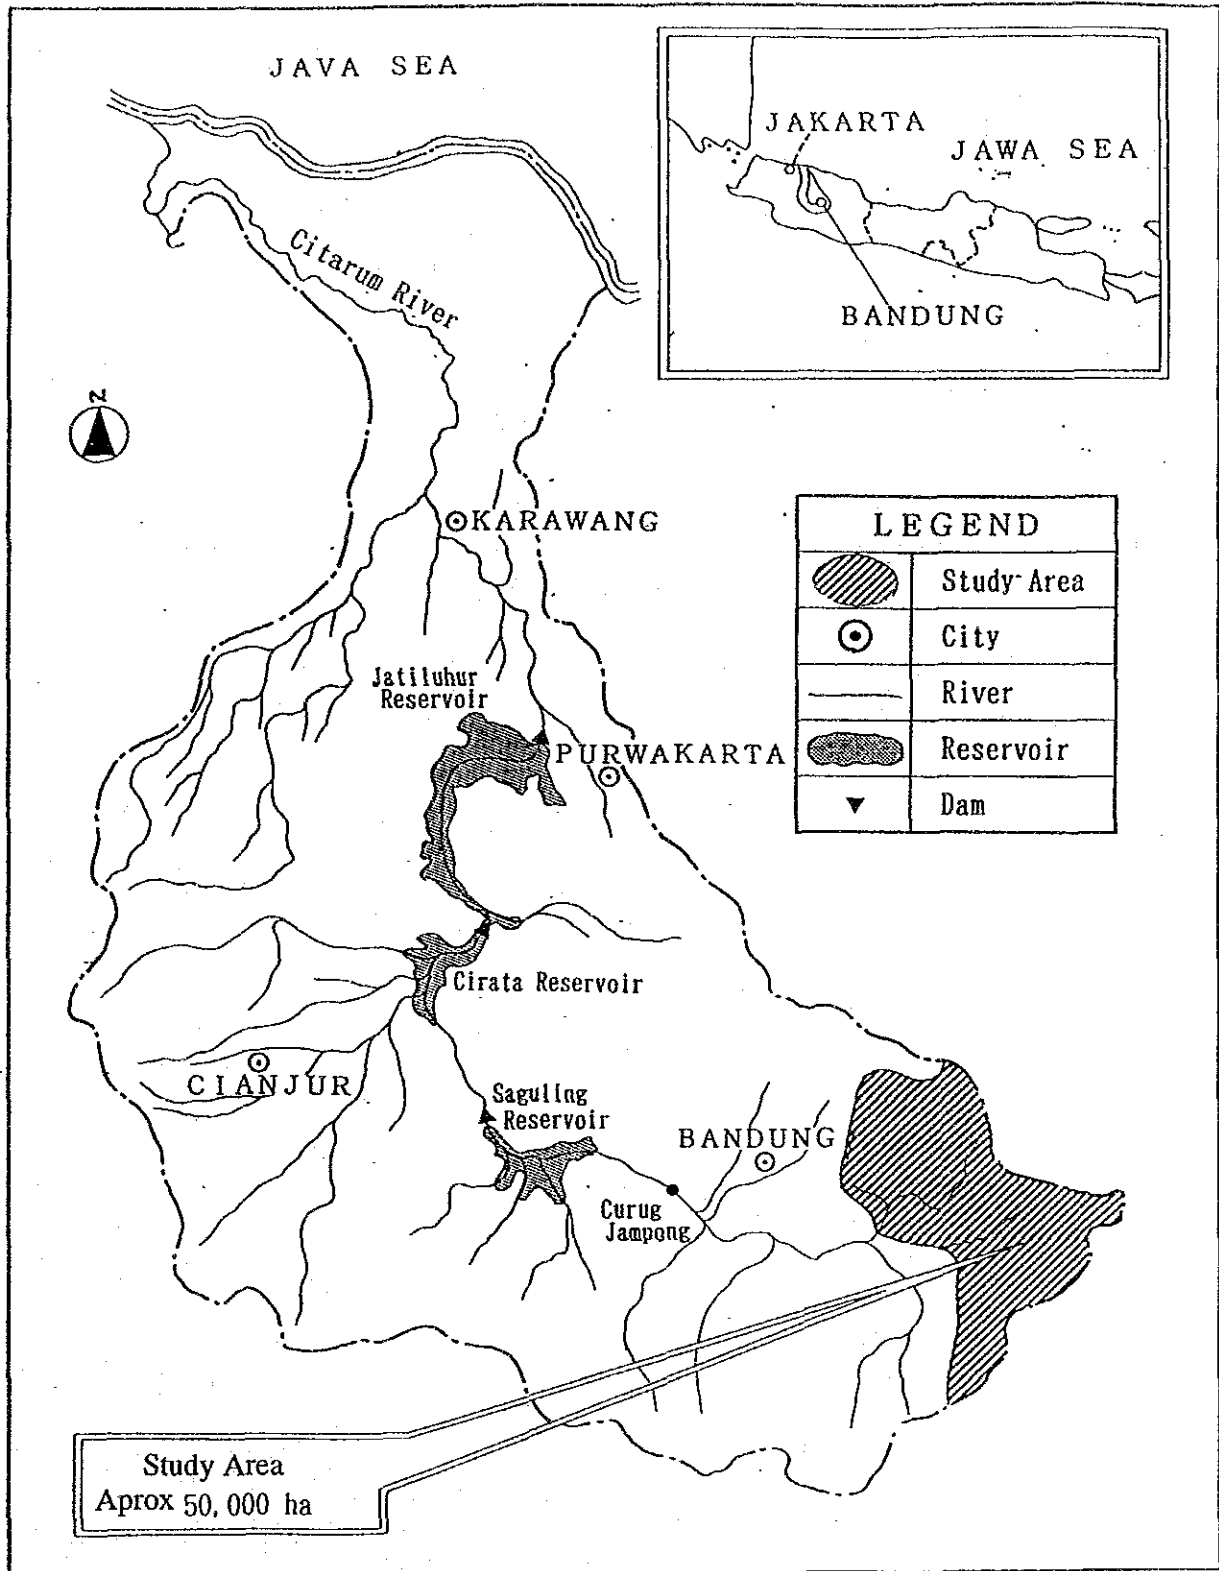 JAVA SEA
JAKARTA
JAWA SEA
BANDUNG
Citarum River
N
KARAWANG
LEGEND
Study Area
City
River
Reservoir
Dam
Jatiluhur
Reservoir
PURWAKARTA
Cirata Reservoir
CIANJUR
Saguling
Reservoir
BANDUNG
Curug
Jampong
Study Area
Aprox 50,000 ha